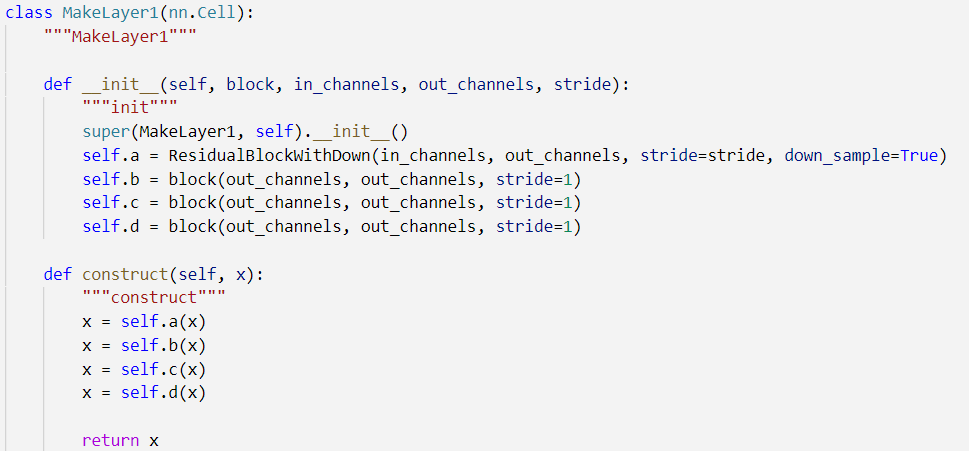 class MakeLayer1(nn.Cell):
    """MakeLayer1"""

    def __init__(self, block, in_channels, out_channels, stride):
        """init"""
        super(MakeLayer1, self).__init__()
        self.a = ResidualBlockWithDown(in_channels, out_channels, stride=stride, down_sample=True)
        self.b = block(out_channels, out_channels, stride=1)
        self.c = block(out_channels, out_channels, stride=1)
        self.d = block(out_channels, out_channels, stride=1)

    def construct(self, x):
        """construct"""
        x = self.a(x)
        x = self.b(x)
        x = self.c(x)
        x = self.d(x)

        return x